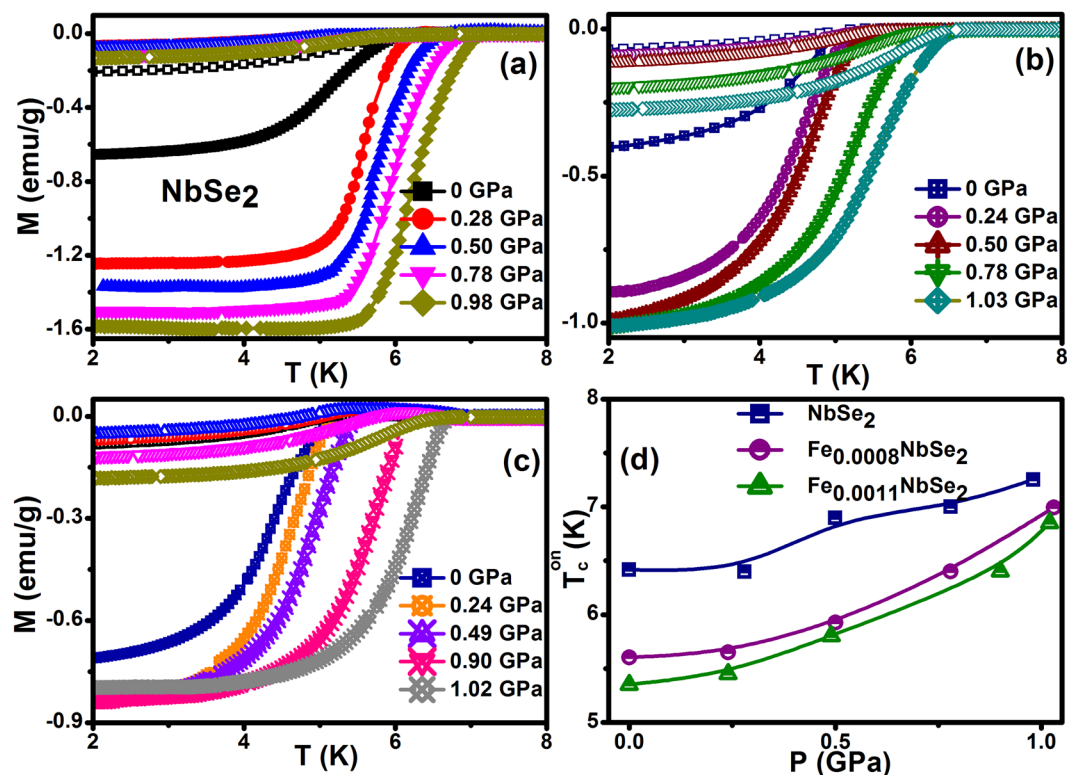 0.0
-0.4
-0.8
-1.2
-1.6
M (emu/g)
(a)
NbSe2
0 GPa
0.28 GPa
0.50 GPa
0.78 GPa
0.98 GPa
2 4 6 8
T (K)
0.0
-0.5
-1.0
(b)
0 GPa
0.24 GPa
0.50 GPa
0.78 GPa
1.03 GPa
2 4 6 8
T (K)
0.0
-0.3
-0.6
-0.9
M (emu/g)
(c)
0 GPa
0.24 GPa
0.49 GPa
0.90 GPa
1.02 GPa
2 4 6 8
T (K)
8
7
6
5
Tc^on (K)
(d)
NbSe2
Fe0.0008NbSe2
Fe0.0011NbSe2
0.0 0.5 1.0
P (GPa)